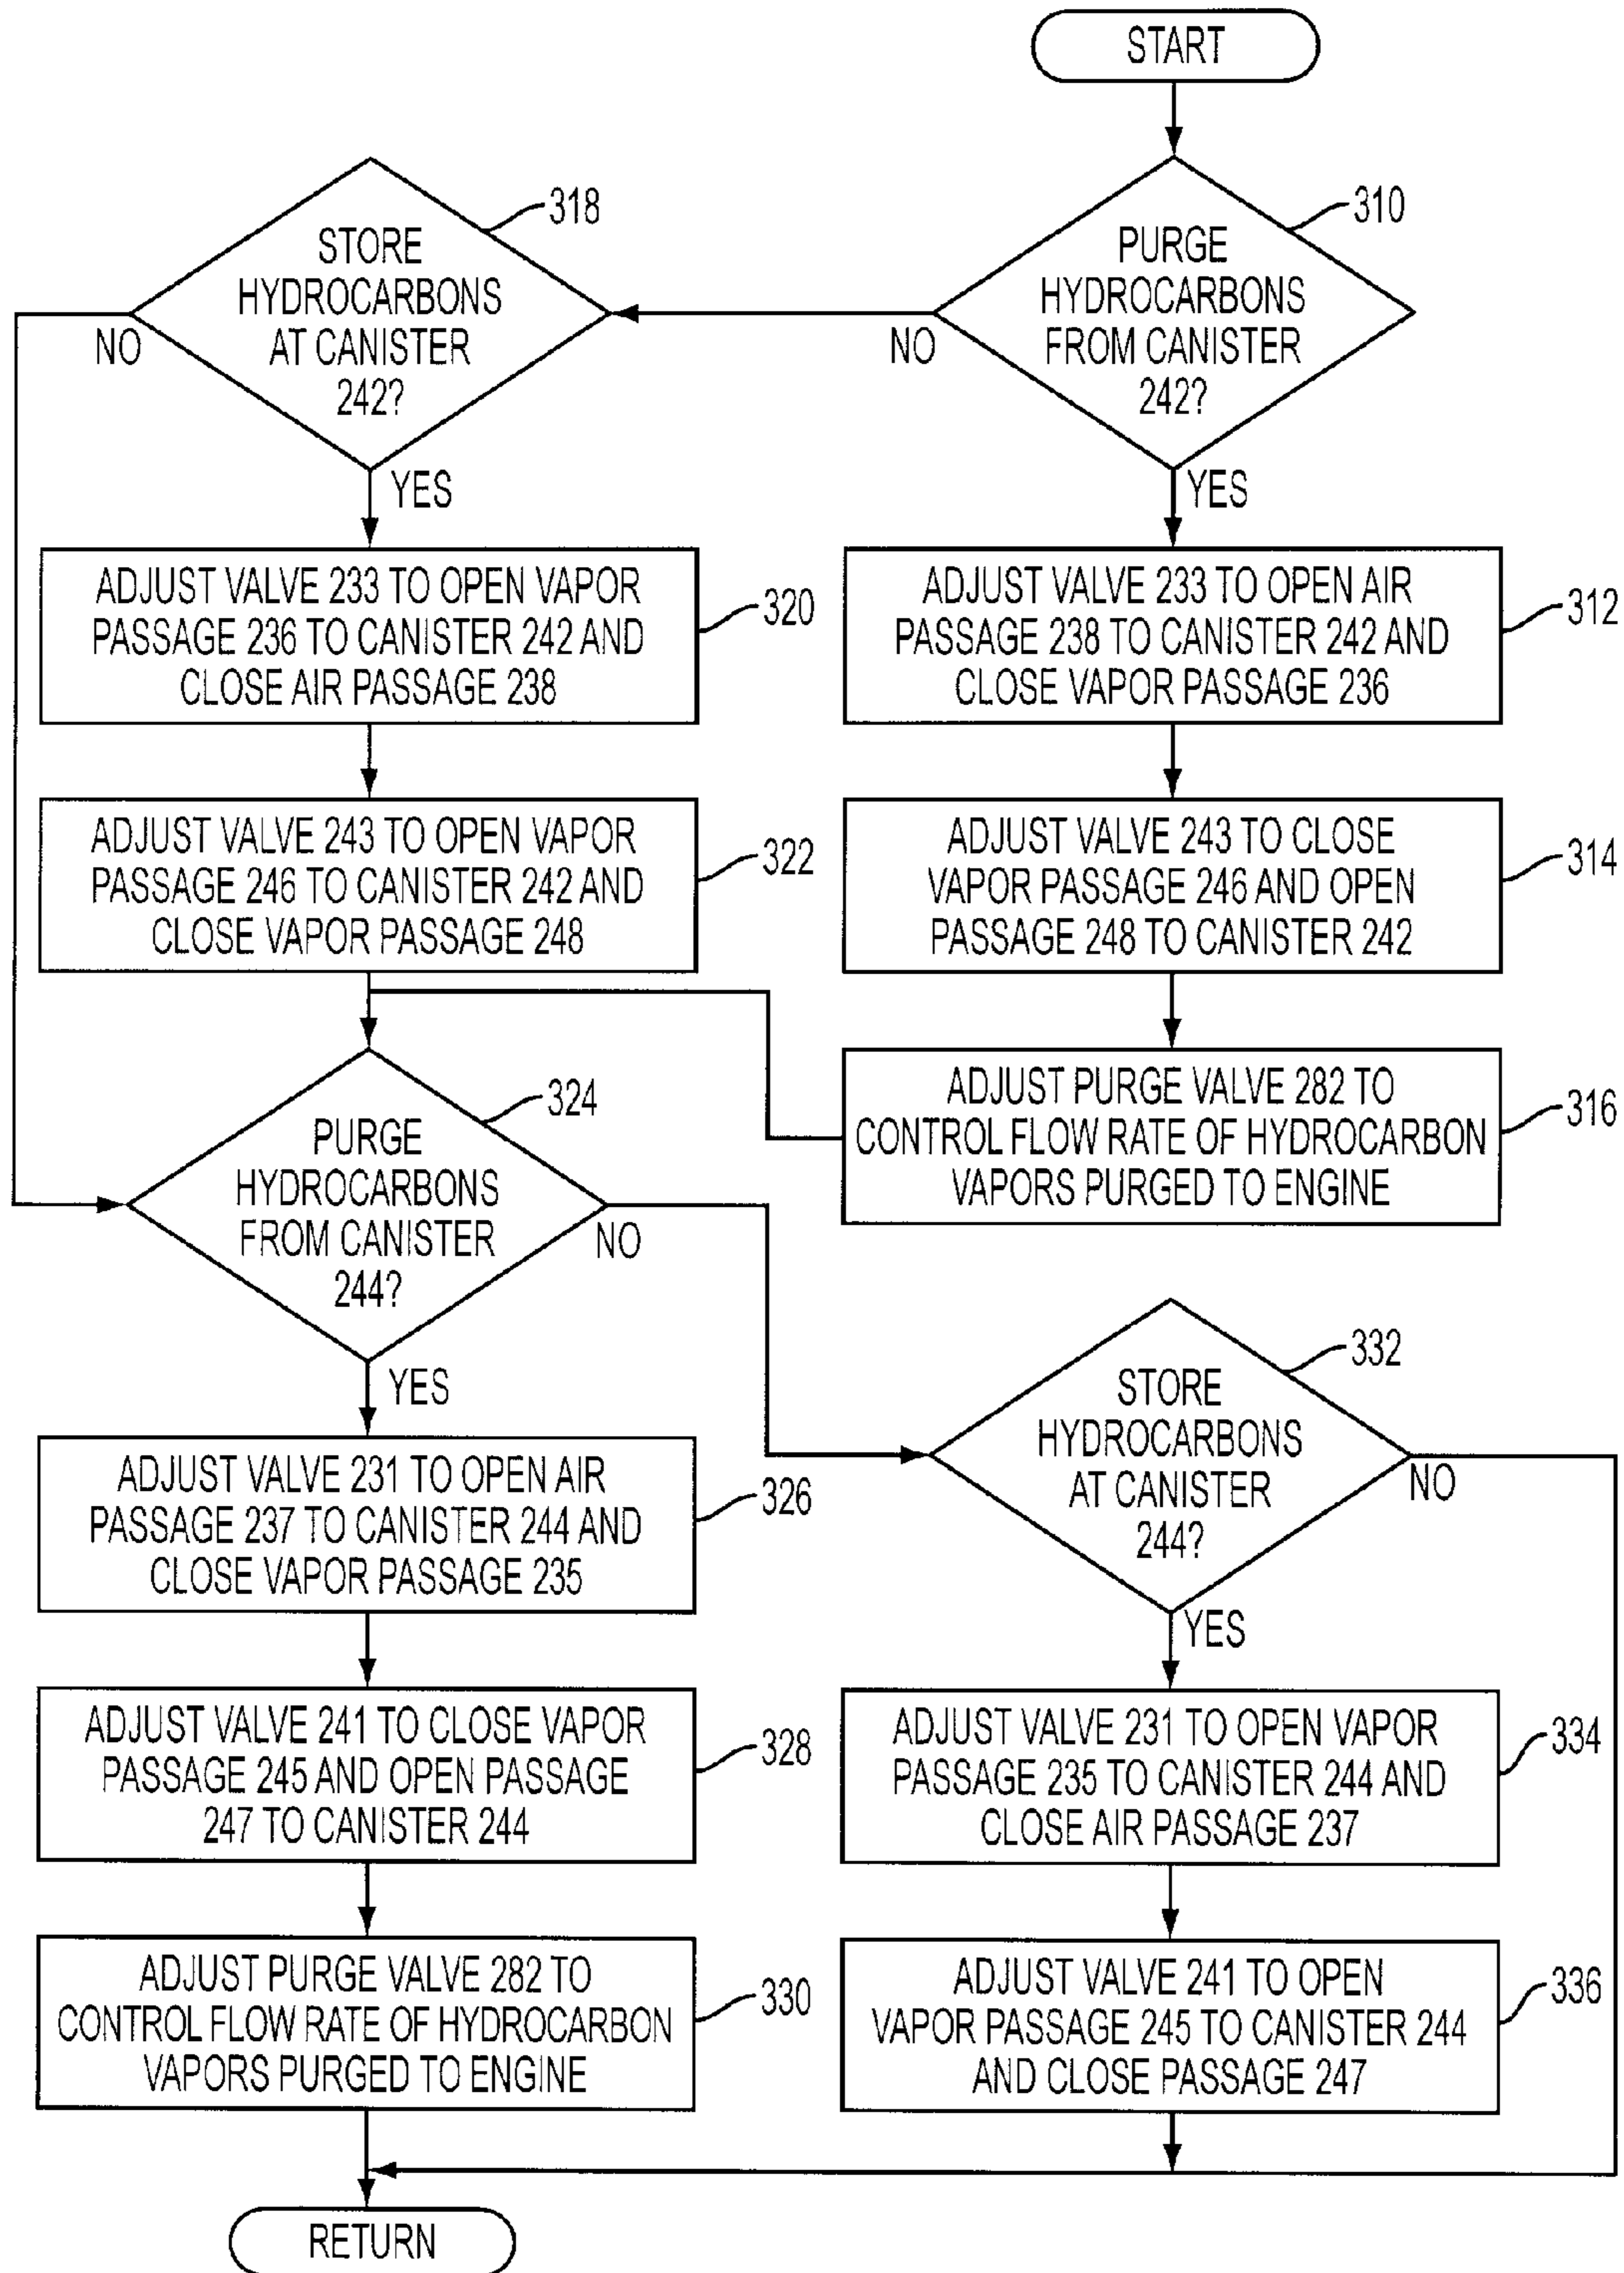 START
310
PURGE
HYDROCARBONS
FROM CANISTER
242?
NO
YES
318
STORE
HYDROCARBONS
AT CANISTER
242?
NO
YES
ADJUST VALVE 233 TO OPEN VAPOR
PASSAGE 236 TO CANISTER 242 AND
CLOSE AIR PASSAGE 238
320
ADJUST VALVE 233 TO OPEN AIR
PASSAGE 238 TO CANISTER 242 AND
CLOSE VAPOR PASSAGE 236
312
ADJUST VALVE 243 TO OPEN VAPOR
PASSAGE 246 TO CANISTER 242 AND
CLOSE VAPOR PASSAGE 248
322
ADJUST VALVE 243 TO CLOSE
VAPOR PASSAGE 246 AND OPEN
PASSAGE 248 TO CANISTER 242
314
ADJUST PURGE VALVE 282 TO
CONTROL FLOW RATE OF HYDROCARBON
VAPORS PURGED TO ENGINE
316
324
PURGE
HYDROCARBONS
FROM CANISTER
244?
NO
YES
332
STORE
HYDROCARBONS
AT CANISTER
244?
NO
YES
ADJUST VALVE 231 TO OPEN AIR
PASSAGE 237 TO CANISTER 244 AND
CLOSE VAPOR PASSAGE 235
326
ADJUST VALVE 241 TO CLOSE VAPOR
PASSAGE 245 AND OPEN PASSAGE
247 TO CANISTER 244
328
ADJUST VALVE 231 TO OPEN VAPOR
PASSAGE 235 TO CANISTER 244 AND
CLOSE AIR PASSAGE 237
334
ADJUST PURGE VALVE 282 TO
CONTROL FLOW RATE OF HYDROCARBON
VAPORS PURGED TO ENGINE
330
ADJUST VALVE 241 TO OPEN
VAPOR PASSAGE 245 TO CANISTER 244
AND CLOSE PASSAGE 247
336
RETURN